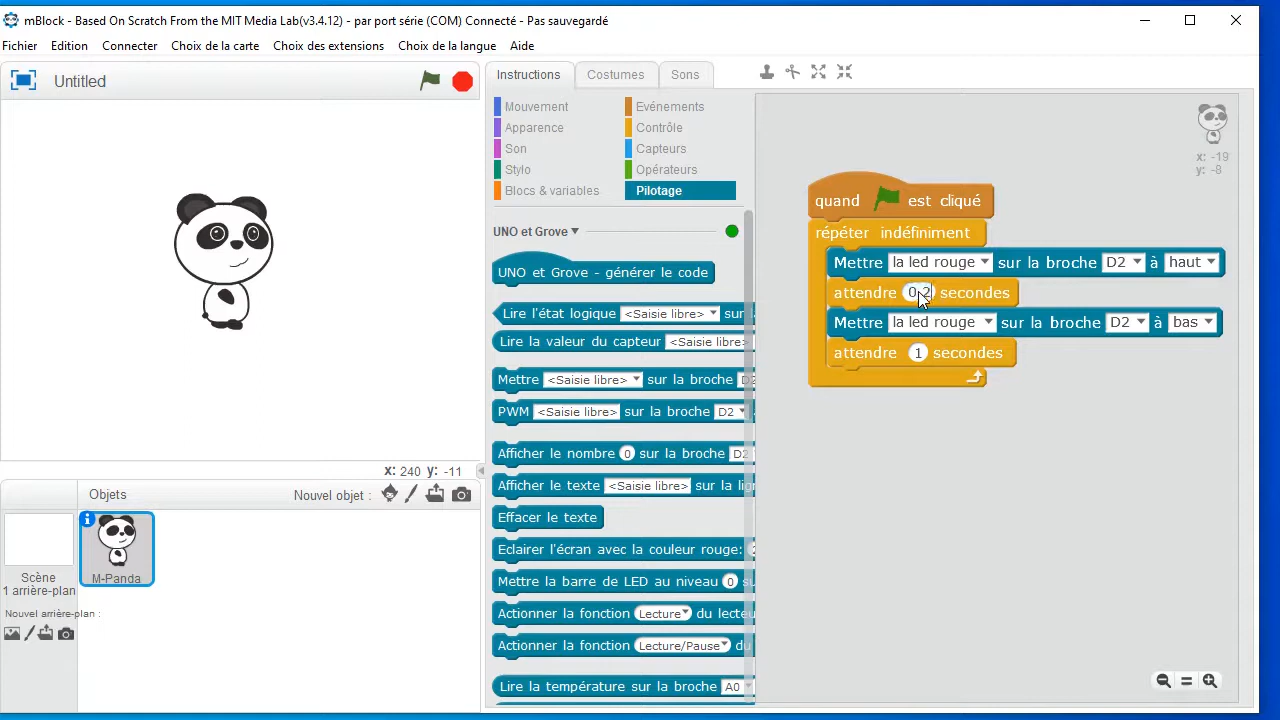 mBlock - Based On Scratch From the MIT Media Lab(v3.4.12) - par port série (COM) Connecté - Pas sauvegardé
Fichier Edition Connecter Choix de la carte Choix des extensions Choix de la langue Aide
Untitled
Instructions Costumes Sons
Mouvement Evénements
Apparence Contrôle
Son Capteurs
Stylo Opérateurs
Blocs & variables Pilotage
UNO et Grove
UNO et Grove - générer le code
Lire l'état logique <Saisie libre> sur
Lire la valeur du capteur <Saisie libre>
Mettre <Saisie libre> sur la broche D2
PWM <Saisie libre> sur la broche D2
Afficher le nombre 0 sur la broche D2
Afficher le texte <Saisie libre> sur la
Effacer le texte
Eclairer l'écran avec la couleur rouge:
Mettre la barre de LED au niveau 0
Actionner la fonction Lecture du
Actionner la fonction Lecture/Pause
Lire la température sur la broche A0
x: -19
y: -8
quand est cliqué
répéter indéfiniment
Mettre la led rouge sur la broche D2 à haut
attendre 0.2 secondes
Mettre la led rouge sur la broche D2 à bas
attendre 1 secondes
x: 240 y: -11
Objets Nouvel objet :
M-Panda
Scène
1 arrière-plan
Nouvel arrière-plan :